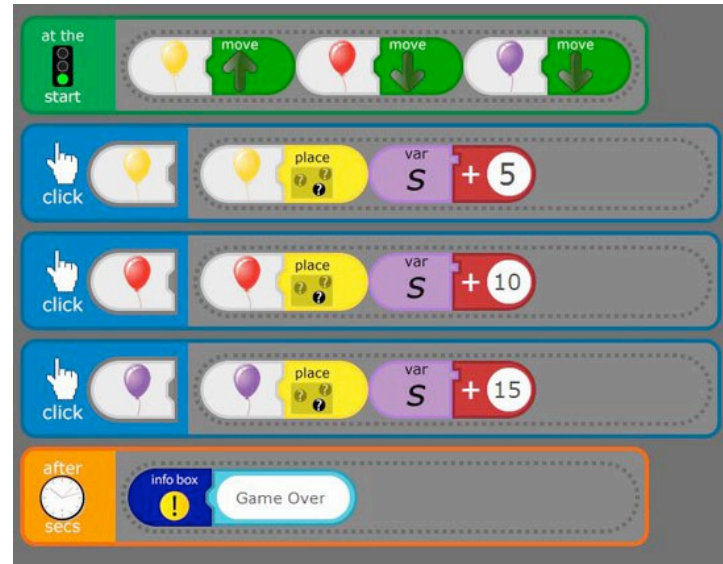 at the
start
move
move
move
click
place
? ? ?
var
s
+ 5
click
place
? ? ?
var
s
+ 10
click
place
? ? ?
var
s
+ 15
after
secs
info box
!
Game Over